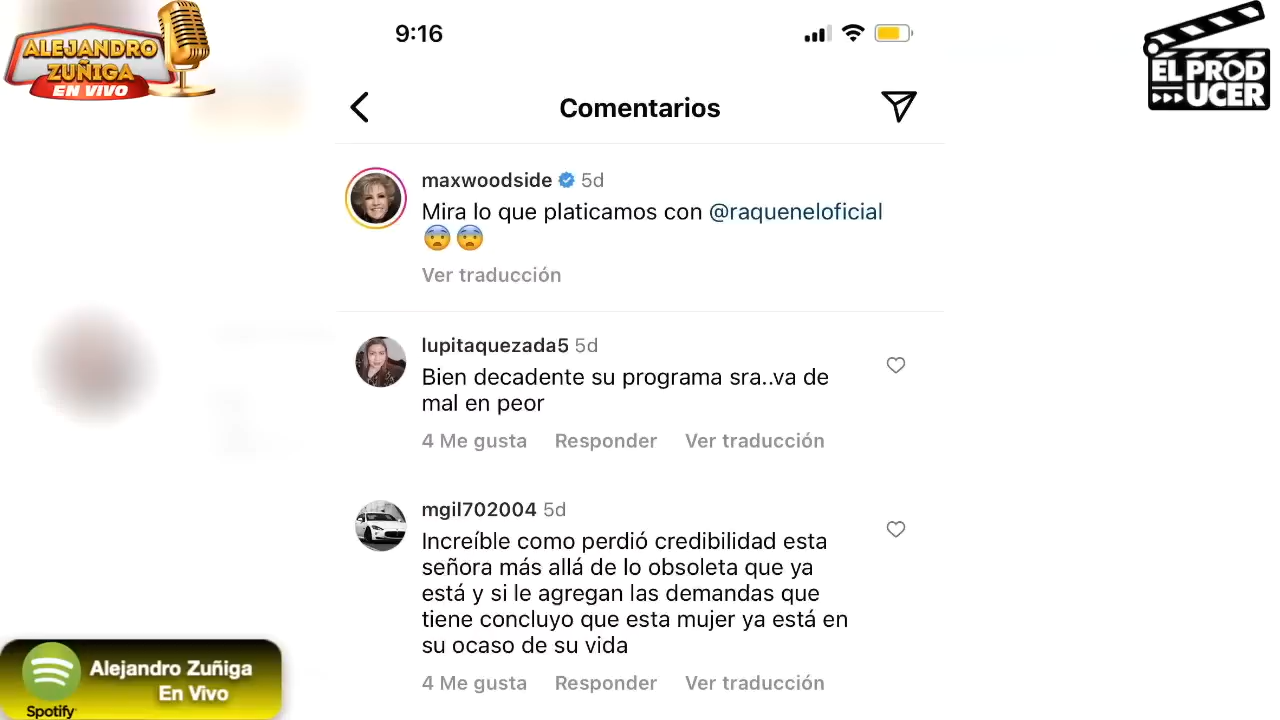 ALEJANDRO
ZUÑIGA
EN VIVO
9:16
EL PROD
UCER
Comentarios
maxwoodside 5d
Mira lo que platicamos con @raqueneloficial
😨 😨
Ver traducción
lupitaquezada5 5d
Bien decadente su programa sra..va de
mal en peor
4 Me gusta Responder Ver traducción
mgil702004 5d
Increíble como perdió credibilidad esta
señora más allá de lo obsoleta que ya
está y si le agregan las demandas que
tiene concluyo que esta mujer ya está en
su ocaso de su vida
4 Me gusta Responder Ver traducción
Alejandro Zuñiga
En Vivo
Spotify